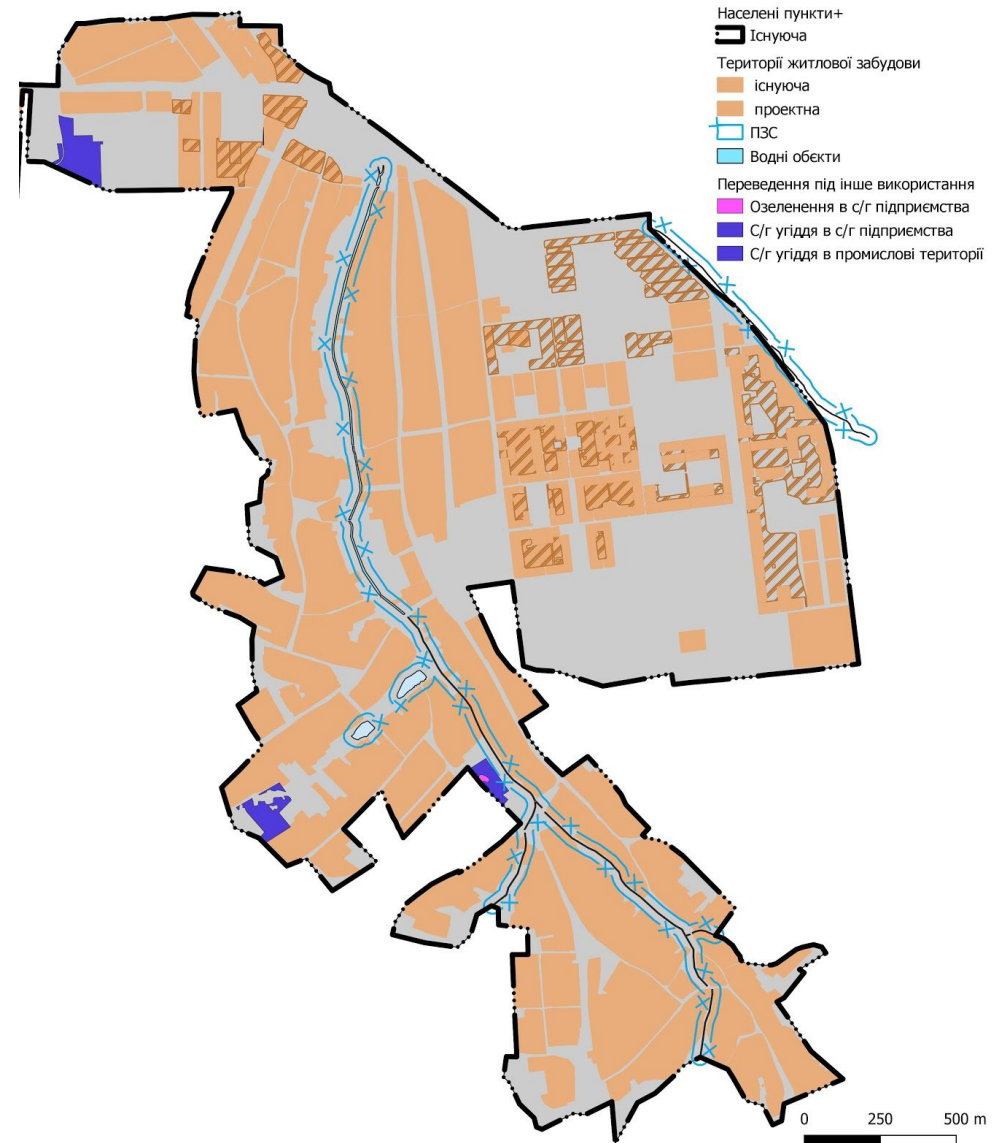 Населені пункти+
Існуюча
Території житлової забудови
існуюча
проектна
ПЗС
Водні обєкти
Переведення під інше використання
Озеленення в с/г підприємства
С/г угіддя в с/г підприємства
С/г угіддя в промислові території
0 250 500 m